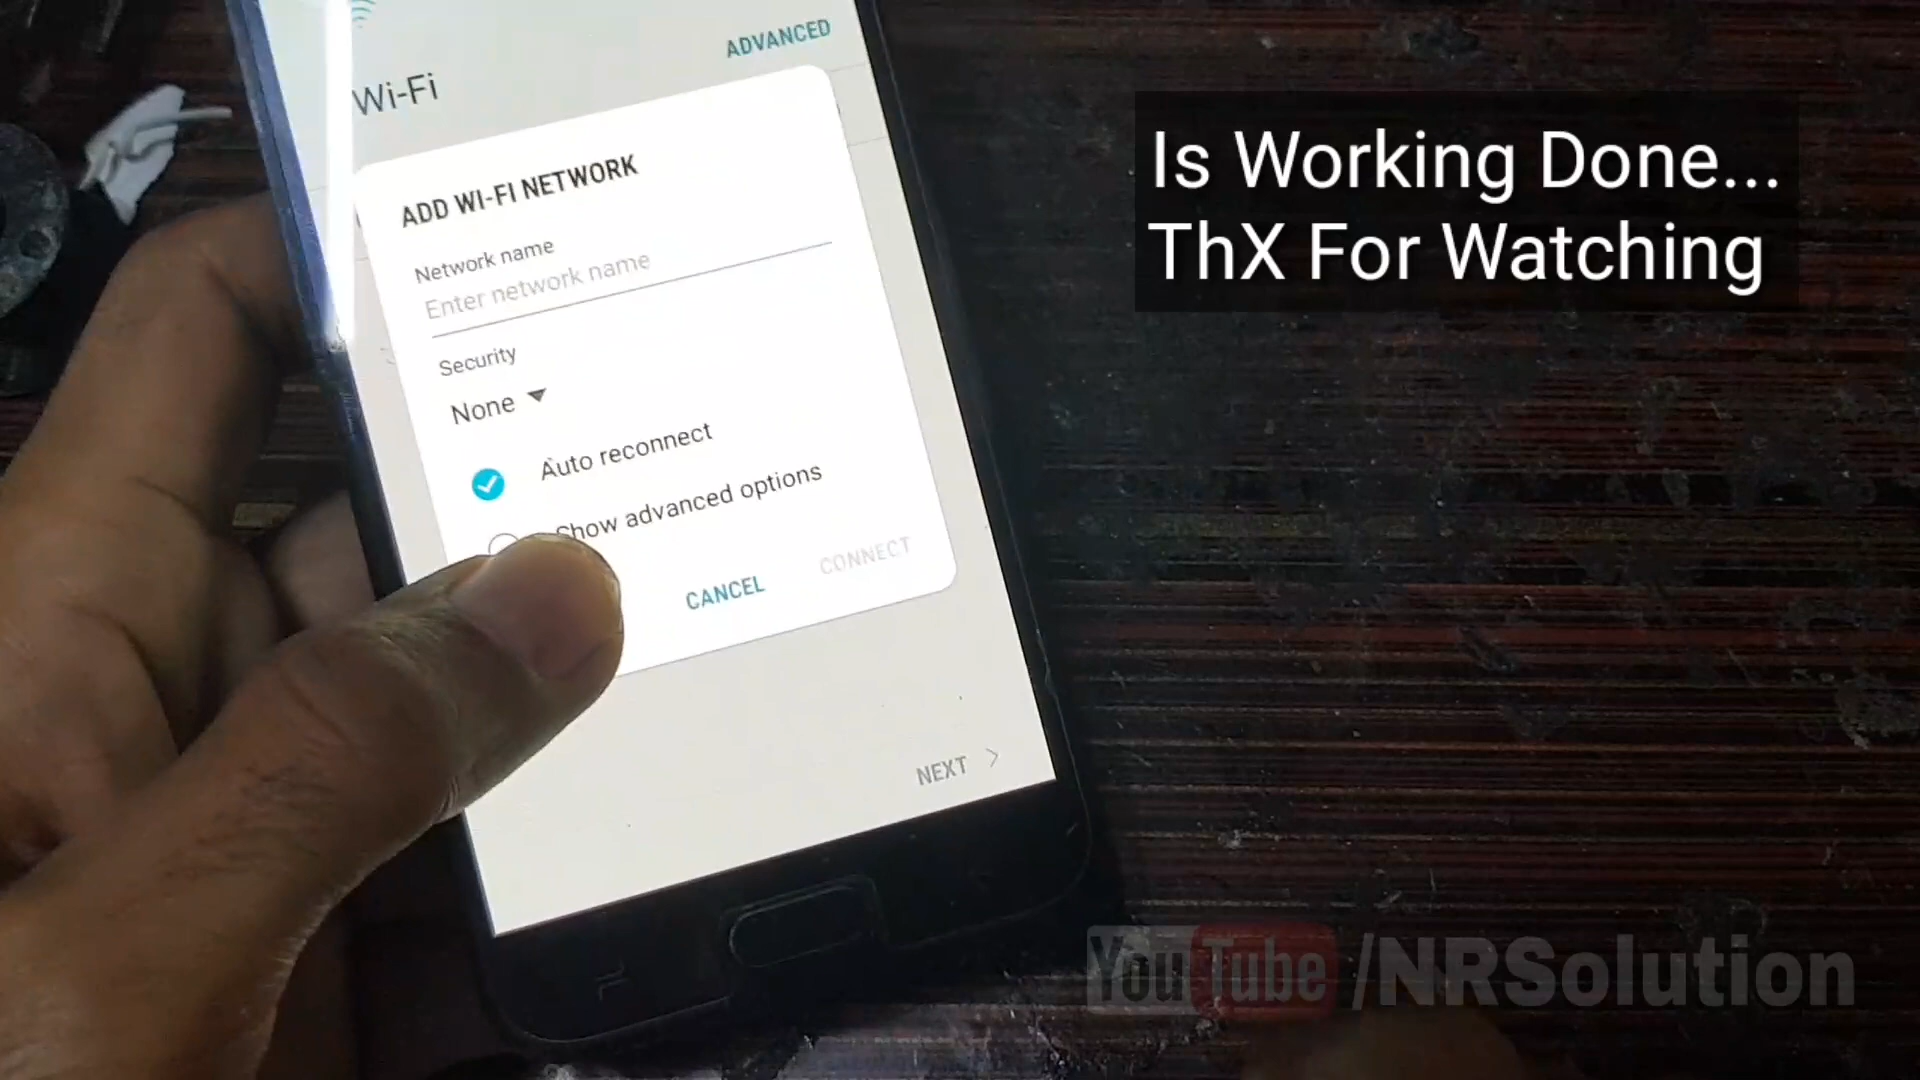 ADVANCED
Wi-Fi
ADD WI-FI NETWORK
Network name
Enter network name
Security
None
Auto reconnect
Show advanced options
CANCEL
CONNECT
NEXT
Is Working Done...
ThX For Watching
YouTube /NRSolution